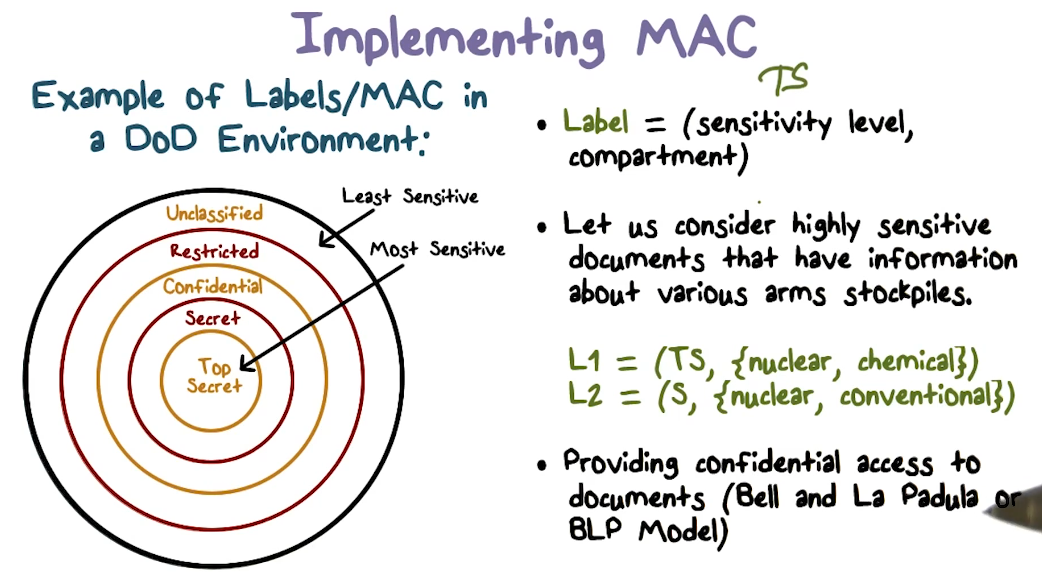 Implementing MAC
Example of Labels/MAC in
a DoD Environment:
Least Sensitive
Most Sensitive
Unclassified
Restricted
Confidential
Secret
Top
Secret
TS
• Label = (sensitivity level,
compartment)
• Let us consider highly sensitive
documents that have information
about various arms stockpiles.
L1 = (TS, {nuclear, chemical})
L2 = (S, {nuclear, conventional})
• Providing confidential access to
documents (Bell and La Padula or
BLP Model)